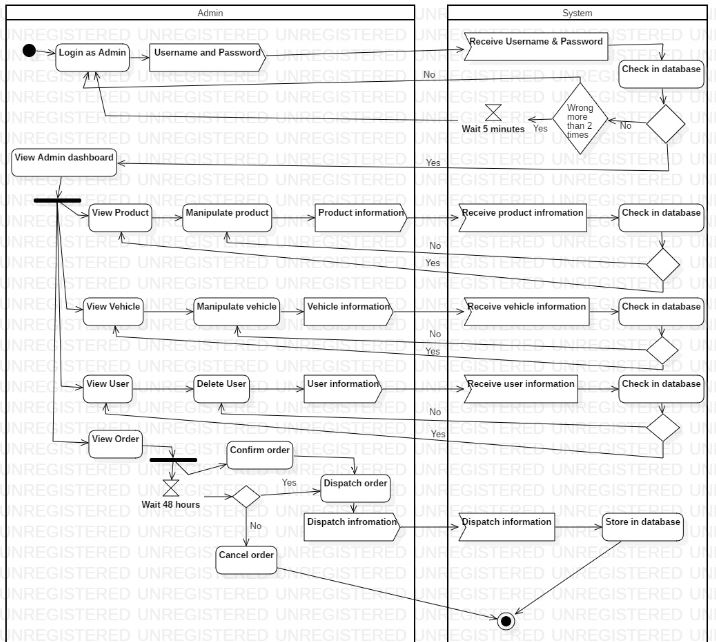 Admin
System
Login as Admin
Username and Password
Receive Username & Password
Check in database
No
Wrong
more
than 2
times
Wait 5 minutes
Yes
No
View Admin dashboard
Yes
View Product
Manipulate product
Product information
Receive product infromation
Check in database
No
Yes
View Vehicle
Manipulate vehicle
Vehicle information
Receive vehicle information
Check in database
No
Yes
View User
Delete User
User information
Receive user information
Check in database
No
Yes
View Order
Confirm order
Wait 48 hours
Yes
Dispatch order
No
Dispatch infromation
Dispatch information
Store in database
Cancel order
UNREGISTERED